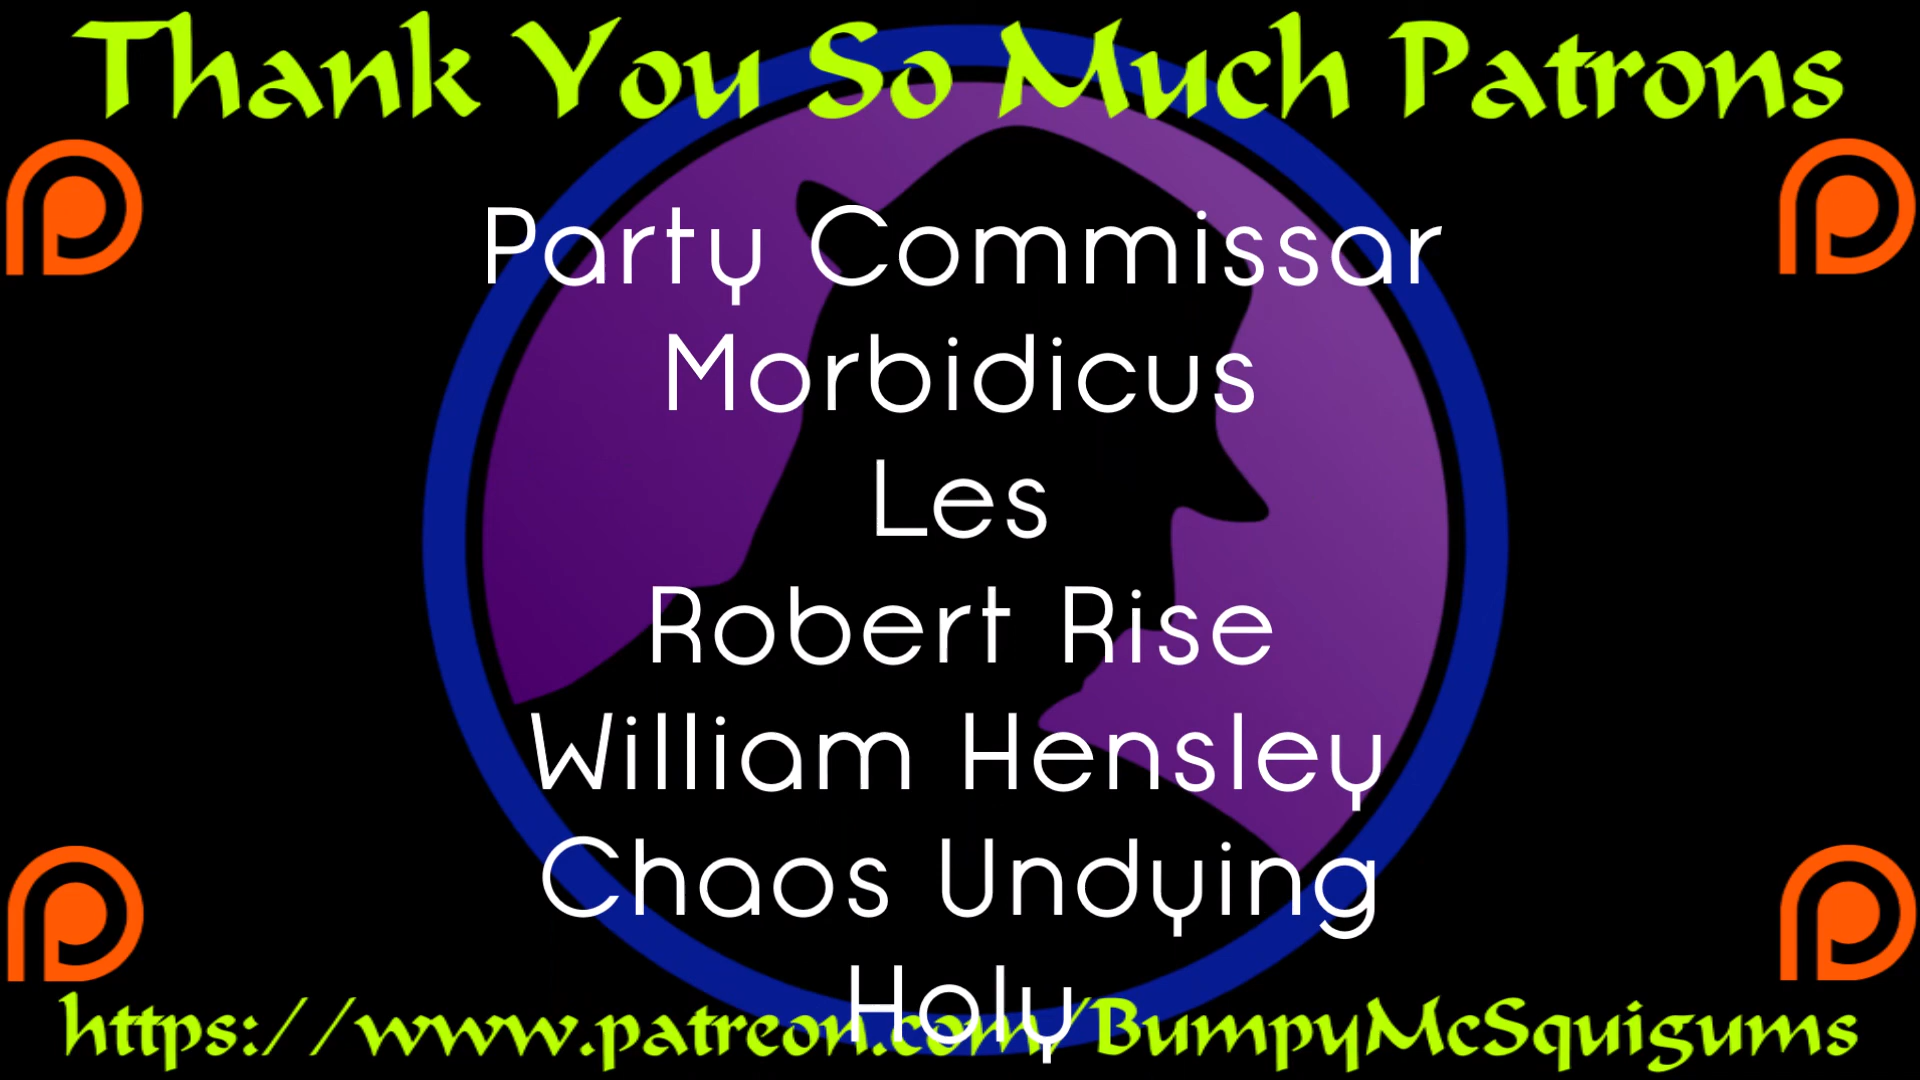 Thank You So Much Patrons
Party Commissar
Morbidicus
Les
Robert Rise
William Hensley
Chaos Undying
Holy
https://www.patreon.com/BumpyMcSquigums